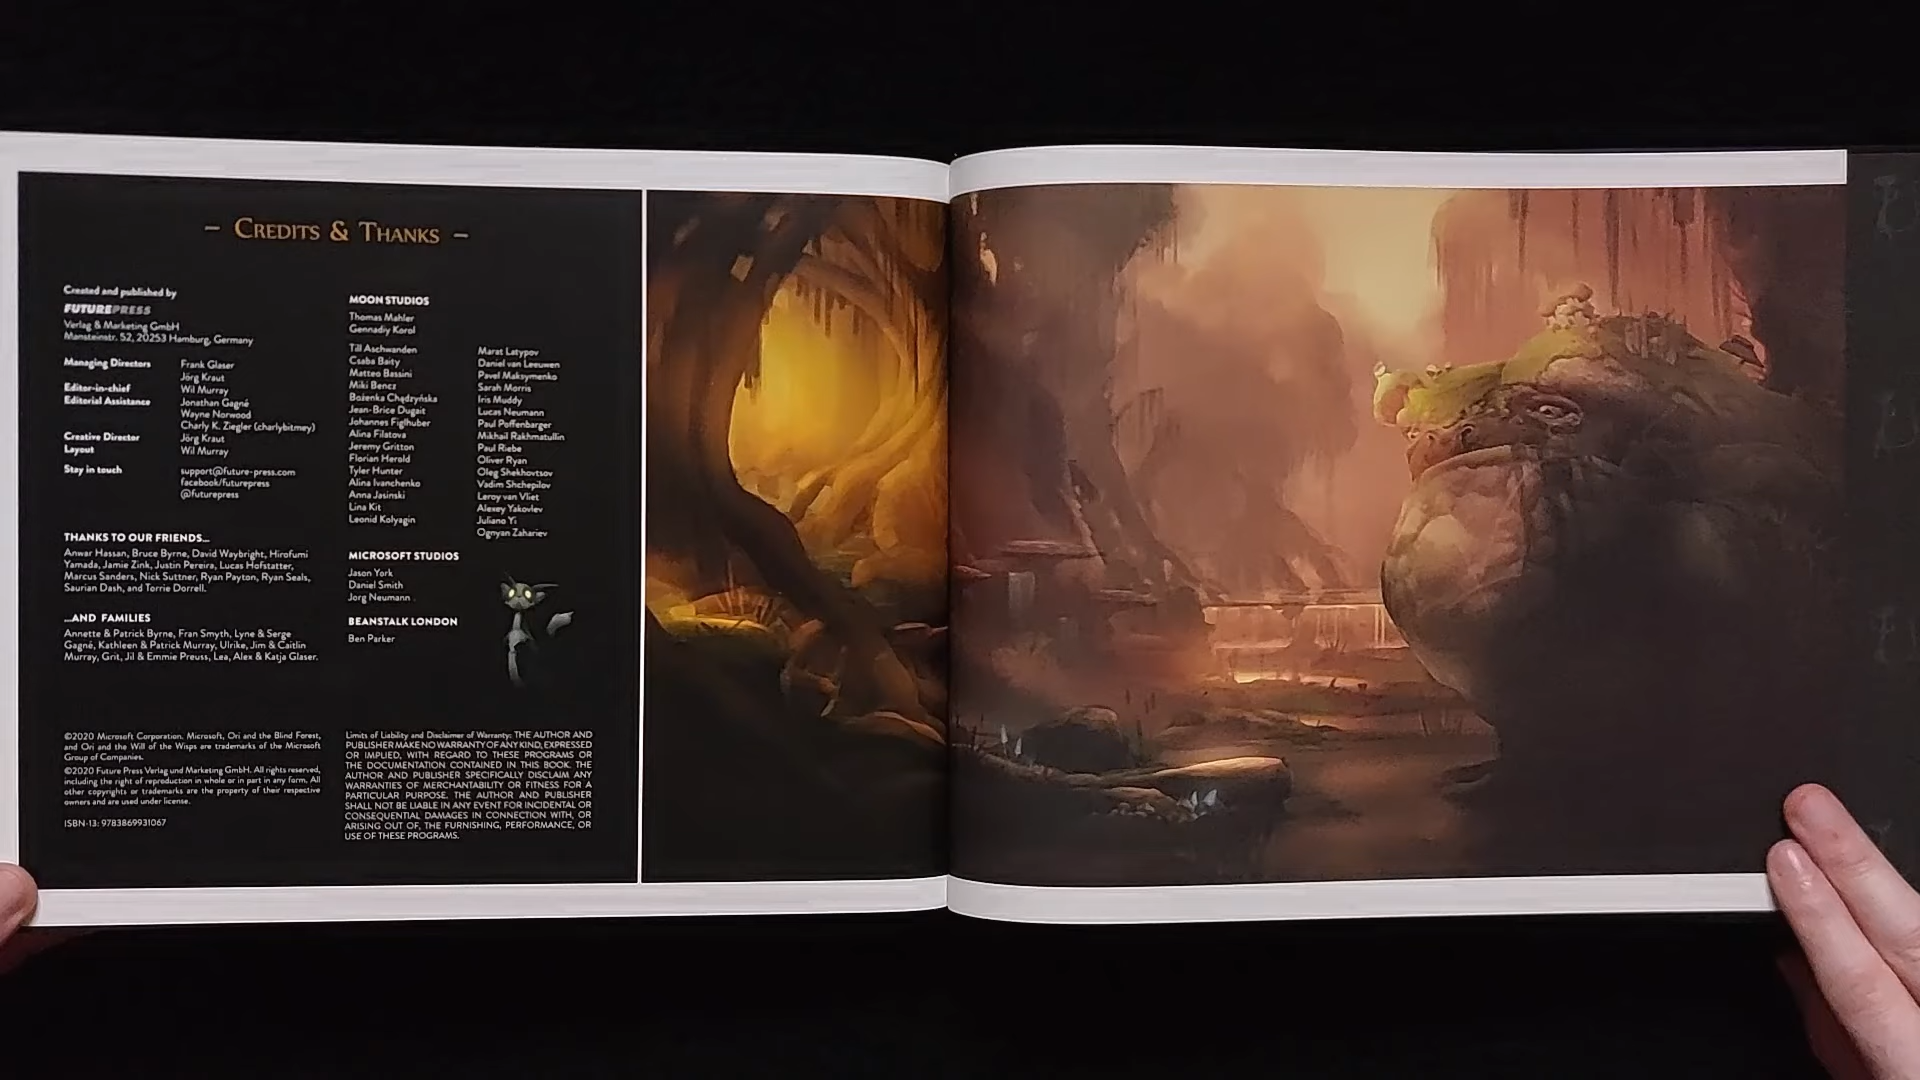 – CREDITS & THANKS –
Created and published by
FUTUREPRESS
Verlag & Marketing GmbH
Mansteinstr. 52, 20253 Hamburg, Germany
Managing Directors Frank Glaser
Jörg Kraut
Editor-in-chief Wil Murray
Editorial Assistance Jonathan Gagné
Wayne Norwood
Charly K. Ziegler (charlybitmey)
Creative Director Jörg Kraut
Layout Wil Murray
Stay in touch support@future-press.com
facebook/futurepress
@futurepress
THANKS TO OUR FRIENDS...
Anwar Hassan, Bruce Byrne, David Waybright, Hirofumi
Yamada, Jamie Zink, Justin Pereira, Lucas Hofstatter,
Marcus Sanders, Nick Suttner, Ryan Payton, Ryan Seals,
Saurian Dash, and Torrie Dorrell.
...AND FAMILIES
Annette & Patrick Byrne, Fran Smyth, Lyne & Serge
Gagné, Kathleen & Patrick Murray, Ulrike, Jim & Caitlin
Murray, Grit, Jil & Emmie Preuss, Lea, Alex & Katja Glaser.
©2020 Microsoft Corporation. Microsoft, Ori and the Blind Forest,
and Ori and the Will of the Wisps are trademarks of the Microsoft
Group of Companies.
©2020 Future Press Verlag und Marketing GmbH. All rights reserved,
including the right of reproduction in whole or in part in any form. All
other copyrights or trademarks are the property of their respective
owners and are used under license.
ISBN-13: 9783869931067
MOON STUDIOS
Thomas Mahler
Gennadiy Korol
Till Aschwanden
Csaba Baity
Matteo Bassini
Miki Bencz
Bożenka Chądzyńska
Jean-Brice Dugait
Johannes Figlhuber
Alina Filatova
Jeremy Gritton
Florian Herold
Tyler Hunter
Alina Ivanchenko
Anna Jasinski
Lina Kit
Leonid Kolyagin
Marat Latypov
Daniel van Leeuwen
Pavel Maksymenko
Sarah Morris
Iris Muddy
Lucas Neumann
Paul Poffenbarger
Mikhail Rakhmatullin
Paul Riebe
Oliver Ryan
Oleg Shekhovtsov
Vadim Shchepilov
Leroy van Vliet
Alexey Yakovlev
Juliano Yi
Ognyan Zahariev
MICROSOFT STUDIOS
Jason York
Daniel Smith
Jorg Neumann
BEANSTALK LONDON
Ben Parker
Limits of Liability and Disclaimer of Warranty: THE AUTHOR AND
PUBLISHER MAKE NO WARRANTY OF ANY KIND, EXPRESSED
OR IMPLIED, WITH REGARD TO THESE PROGRAMS OR
THE DOCUMENTATION CONTAINED IN THIS BOOK. THE
AUTHOR AND PUBLISHER SPECIFICALLY DISCLAIM ANY
WARRANTIES OF MERCHANTABILITY OR FITNESS FOR A
PARTICULAR PURPOSE. THE AUTHOR AND PUBLISHER
SHALL NOT BE LIABLE IN ANY EVENT FOR INCIDENTAL OR
CONSEQUENTIAL DAMAGES IN CONNECTION WITH, OR
ARISING OUT OF, THE FURNISHING, PERFORMANCE, OR
USE OF THESE PROGRAMS.